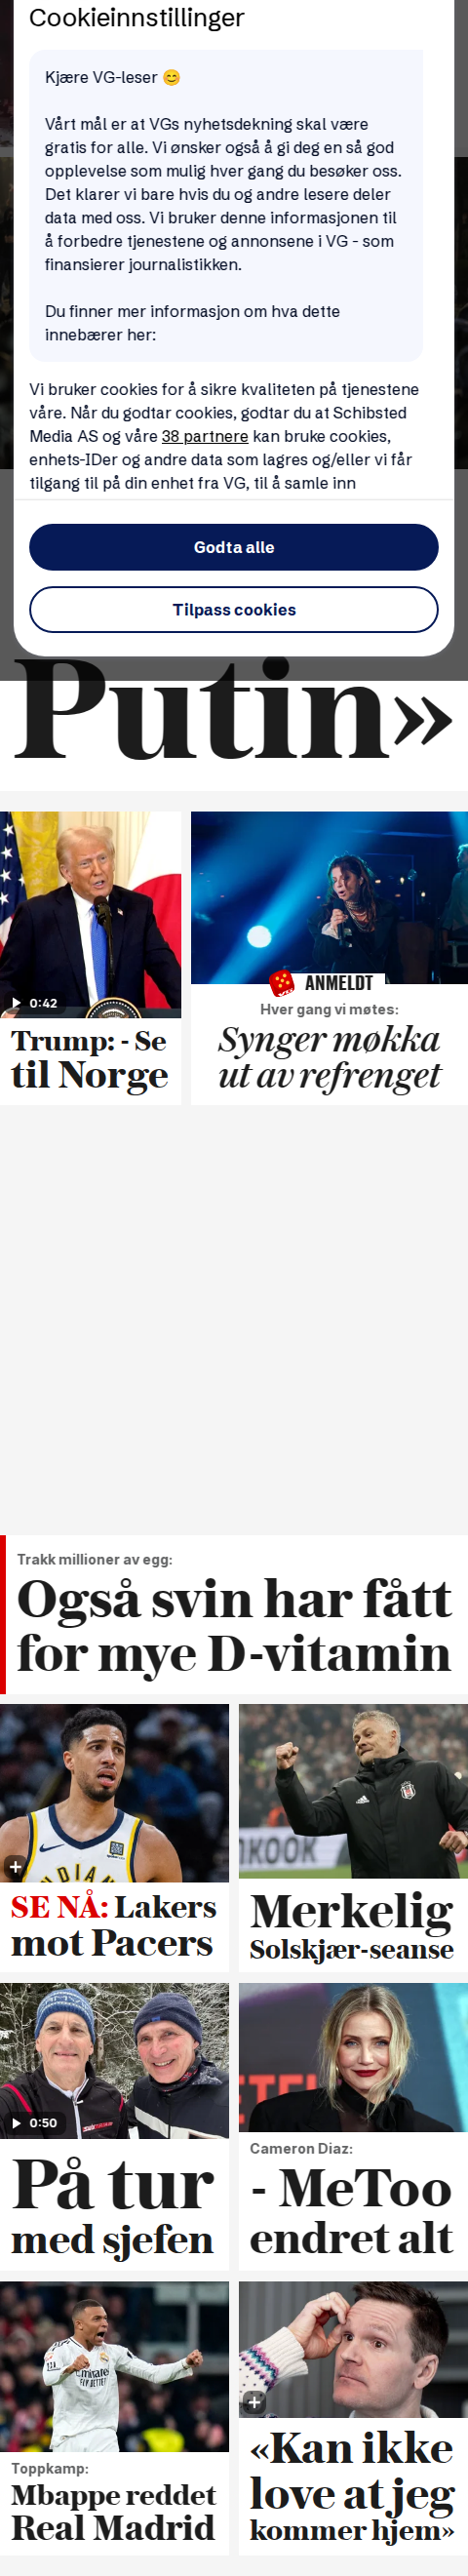 Cookieinnstillinger
Kjære VG-leser 😊
Vårt mål er at VGs nyhetsdekning skal være
gratis for alle. Vi ønsker også å gi deg en så god
opplevelse som mulig hver gang du besøker oss.
Det klarer vi bare hvis du og andre lesere deler
data med oss. Vi bruker denne informasjonen til
å forbedre tjenestene og annonsene i VG - som
finansierer journalistikken.
Du finner mer informasjon om hva dette
innebærer her:
Vi bruker cookies for å sikre kvaliteten på tjenestene
våre. Når du godtar cookies, godtar du at Schibsted
Media AS og våre 38 partnere kan bruke cookies,
enhets-IDer og andre data som lagres og/eller vi får
tilgang til på din enhet fra VG, til å samle inn
Godta alle
Tilpass cookies
Putin»
0:42
Trump: - Se
til Norge
ANMELDT
Hver gang vi møtes:
Synger møkka
ut av refrenget
Trakk millioner av egg:
Også svin har fått
for mye D-vitamin
SE NÅ: Lakers
mot Pacers
Merkelig
Solskjær-seanse
0:50
På tur
med sjefen
Cameron Diaz:
- MeToo
endret alt
Toppkamp:
Mbappe reddet
Real Madrid
«Kan ikke
love at jeg
kommer hjem»